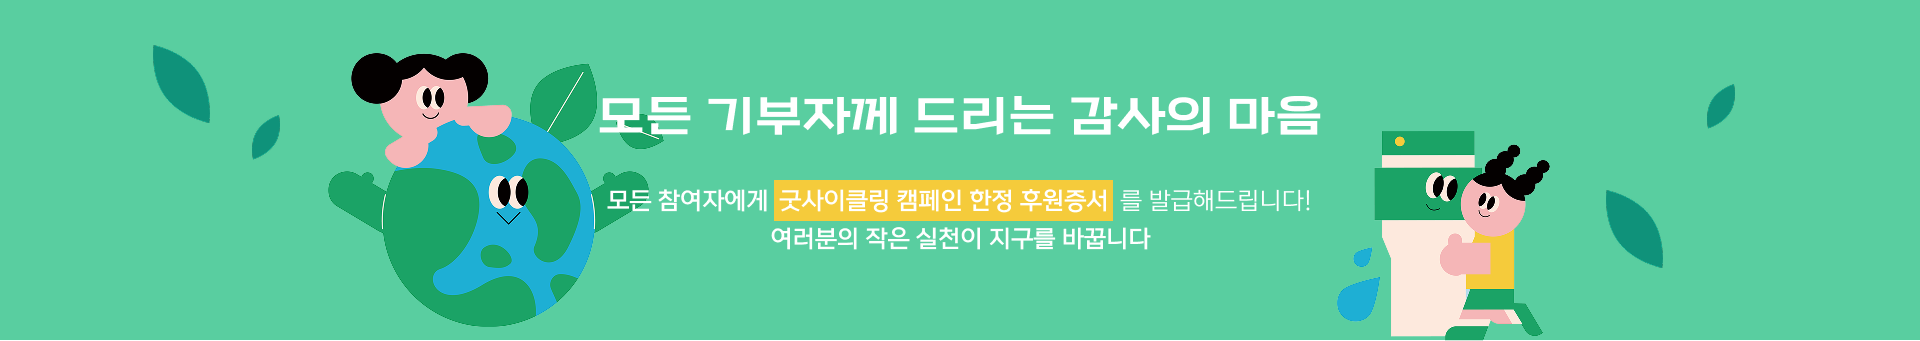 모든 기부자께 드리는 감사의 마음
모든 참여자에게 굿사이클링 캠페인 한정 후원증서 를 발급해드립니다!
여러분의 작은 실천이 지구를 바꿉니다